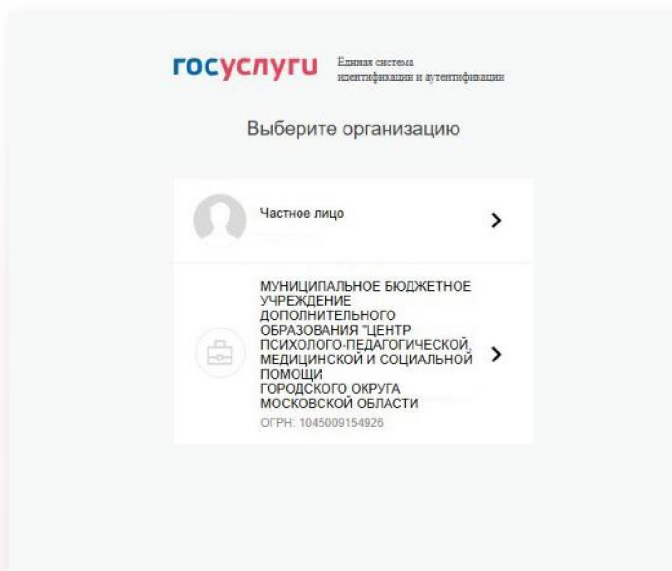 госуслуги
Единая система
идентификации и аутентификации
Выберите организацию
Частное лицо
МУНИЦИПАЛЬНОЕ БЮДЖЕТНОЕ
УЧРЕЖДЕНИЕ
ДОПОЛНИТЕЛЬНОГО
ОБРАЗОВАНИЯ "ЦЕНТР
ПСИХОЛОГО-ПЕДАГОГИЧЕСКОЙ,
МЕДИЦИНСКОЙ И СОЦИАЛЬНОЙ
ПОМОЩИ
ГОРОДСКОГО ОКРУГА
МОСКОВСКОЙ ОБЛАСТИ
ОГРН: 1045009154926